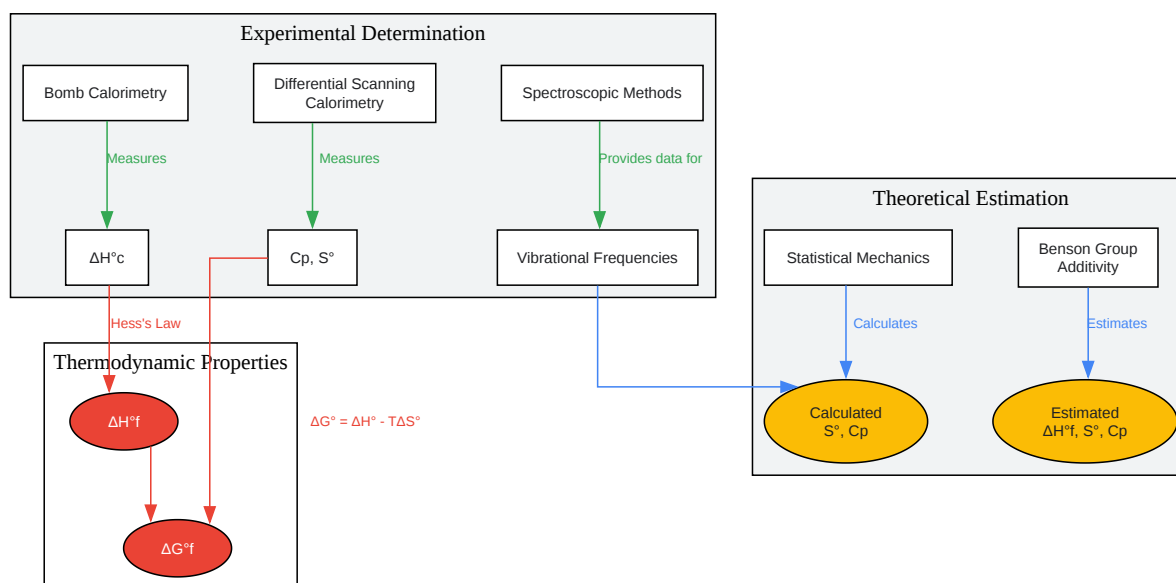 Experimental Determination
Bomb Calorimetry
Differential Scanning
Calorimetry
Spectroscopic Methods
Measures
Measures
Provides data for
ΔH°c
Cp, S°
Vibrational Frequencies
Hess's Law
Thermodynamic Properties
ΔH°f
ΔG° = ΔH° - TΔS°
ΔG°f
Theoretical Estimation
Statistical Mechanics
Benson Group
Additivity
Calculates
Estimates
Calculated
S°, Cp
Estimated
ΔH°f, S°, Cp